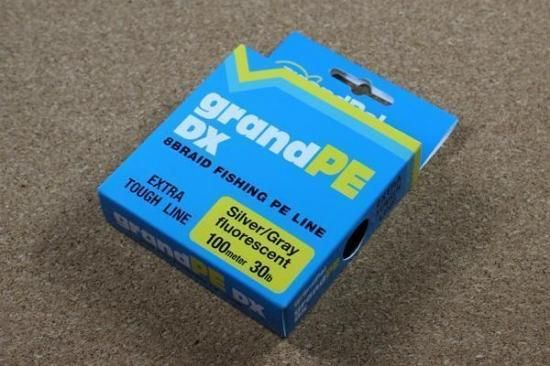 grandPE
DX
8BRAID FISHING PE LINE
EXTRA
TOUGH LINE
Silver/Gray
fluorescent
100meter 30lb
grandPE DX